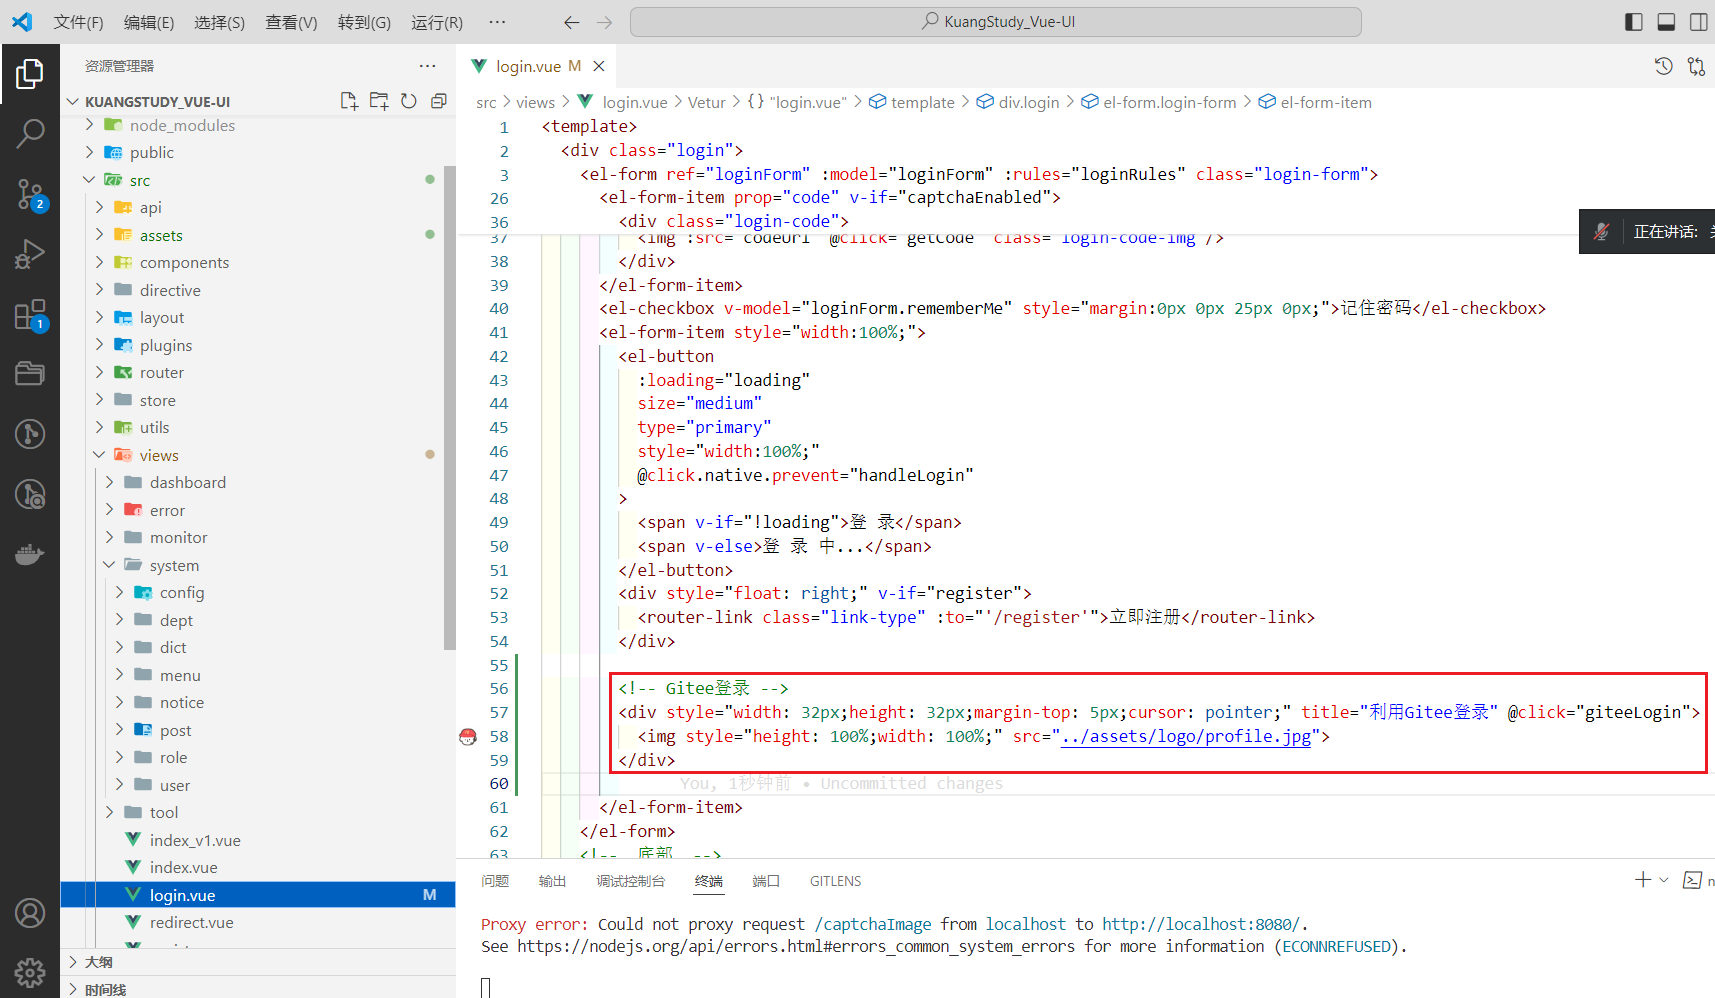 文件(F) 编辑(E) 选择(S) 查看(V) 转到(G) 运行(R) ··· KuangStudy_Vue-UI
资源管理器 ···
KUANGSTUDY_VUE-UI
node_modules
public
src
api
assets
components
directive
layout
plugins
router
store
utils
views
dashboard
error
monitor
system
config
dept
dict
menu
notice
post
role
user
tool
index_v1.vue
index.vue
login.vue M
redirect.vue
大纲
时间线
2
1
login.vue M
src > views > login.vue > Vetur > {} "login.vue" > template > div.login > el-form.login-form > el-form-item
1 <template>
2 <div class="login">
3 <el-form ref="loginForm" :model="loginForm" :rules="loginRules" class="login-form">
26 <el-form-item prop="code" v-if="captchaEnabled">
36 <div class="login-code">
37 <img :src="codeUrl" @click="getCode" class="login-code-img"/>
38 </div>
39 </el-form-item>
40 <el-checkbox v-model="loginForm.rememberMe" style="margin:0px 0px 25px 0px;">记住密码</el-checkbox>
41 <el-form-item style="width:100%;">
42 <el-button
43 :loading="loading"
44 size="medium"
45 type="primary"
46 style="width:100%;"
47 @click.native.prevent="handleLogin"
48 >
49 <span v-if="!loading">登 录</span>
50 <span v-else>登 录 中...</span>
51 </el-button>
52 <div style="float: right;" v-if="register">
53 <router-link class="link-type" :to="'/register'">立即注册</router-link>
54 </div>
55
56 <!-- Gitee登录 -->
57 <div style="width: 32px;height: 32px;margin-top: 5px;cursor: pointer;" title="利用Gitee登录" @click="giteeLogin">
58 <img style="height: 100%;width: 100%;" src="../assets/logo/profile.jpg">
59 </div>
60 You, 1秒钟前 • Uncommitted changes
61 </el-form-item>
62 </el-form>
63 <!-- 底部 -->
正在讲话:
问题 输出 调试控制台 终端 端口 GITLENS
Proxy error: Could not proxy request /captchaImage from localhost to http://localhost:8080/.
See https://nodejs.org/api/errors.html#errors_common_system_errors for more information (ECONNREFUSED).